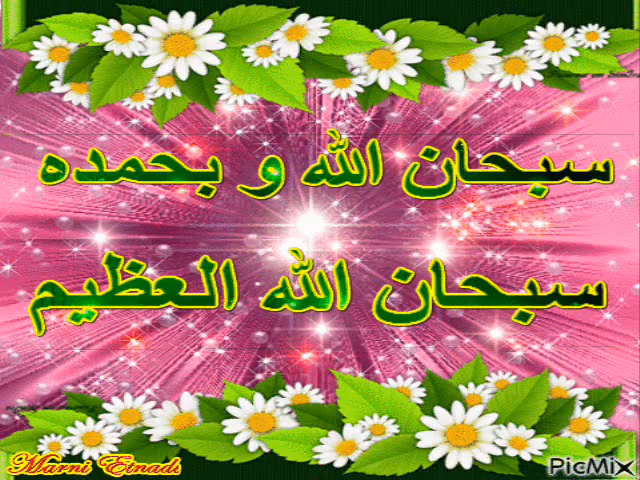 سبحان الله و بحمده
سبحان الله العظيم
Marni Etnads
PicMix